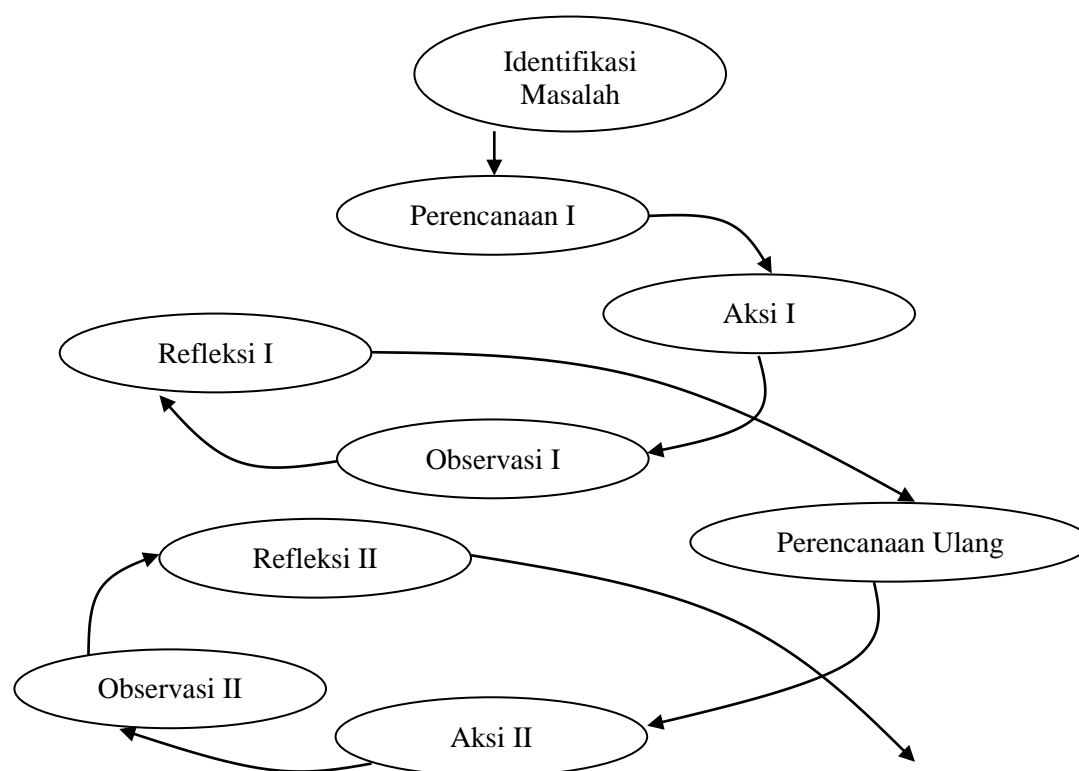 Identifikasi
Masalah
Perencanaan I
Aksi I
Refleksi I
Observasi I
Perencanaan Ulang
Refleksi II
Observasi II
Aksi II